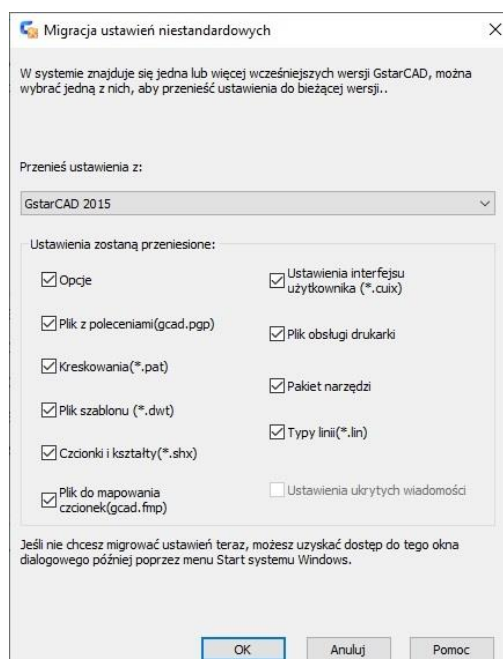 Migracja ustawień niestandardowych
W systemie znajduje się jedna lub więcej wcześniejszych wersji GstarCAD, można
wybrać jedną z nich, aby przenieść ustawienia do bieżącej wersji..
Przenieś ustawienia z:
GstarCAD 2015
Ustawienia zostaną przeniesione:
Opcje
Plik z poleceniami(gcad.pgp)
Kreskowania(*.pat)
Plik szablonu (*.dwt)
Czcionki i kształty(*.shx)
Plik do mapowania
czcionek(gcad.fmp)
Ustawienia interfejsu
użytkownika (*.cuix)
Plik obsługi drukarki
Pakiet narzędzi
Typy linii(*.lin)
Ustawienia ukrytych wiadomości
Jeśli nie chcesz migrować ustawień teraz, możesz uzyskać dostęp do tego okna
dialogowego później poprzez menu Start systemu Windows.
OK
Anuluj
Pomoc